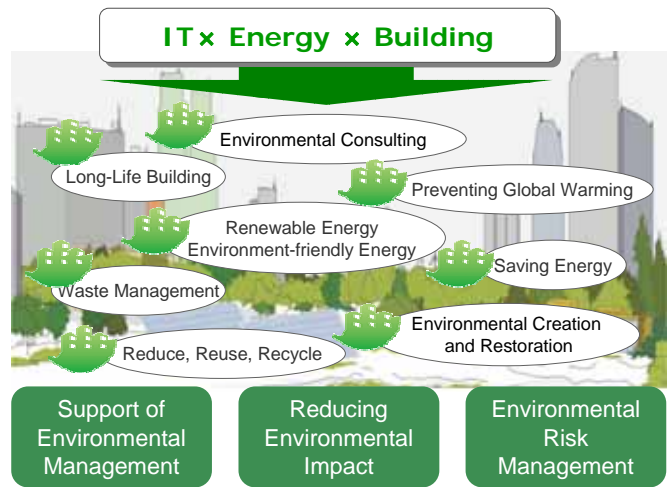 IT× Energy × Building
Environmental Consulting
Long-Life Building
Preventing Global Warming
Renewable Energy
Environment-friendly Energy
Saving Energy
Waste Management
Environmental Creation
and Restoration
Reduce, Reuse, Recycle
Support of
Environmental
Management
Reducing
Environmental
Impact
Environmental
Risk
Management